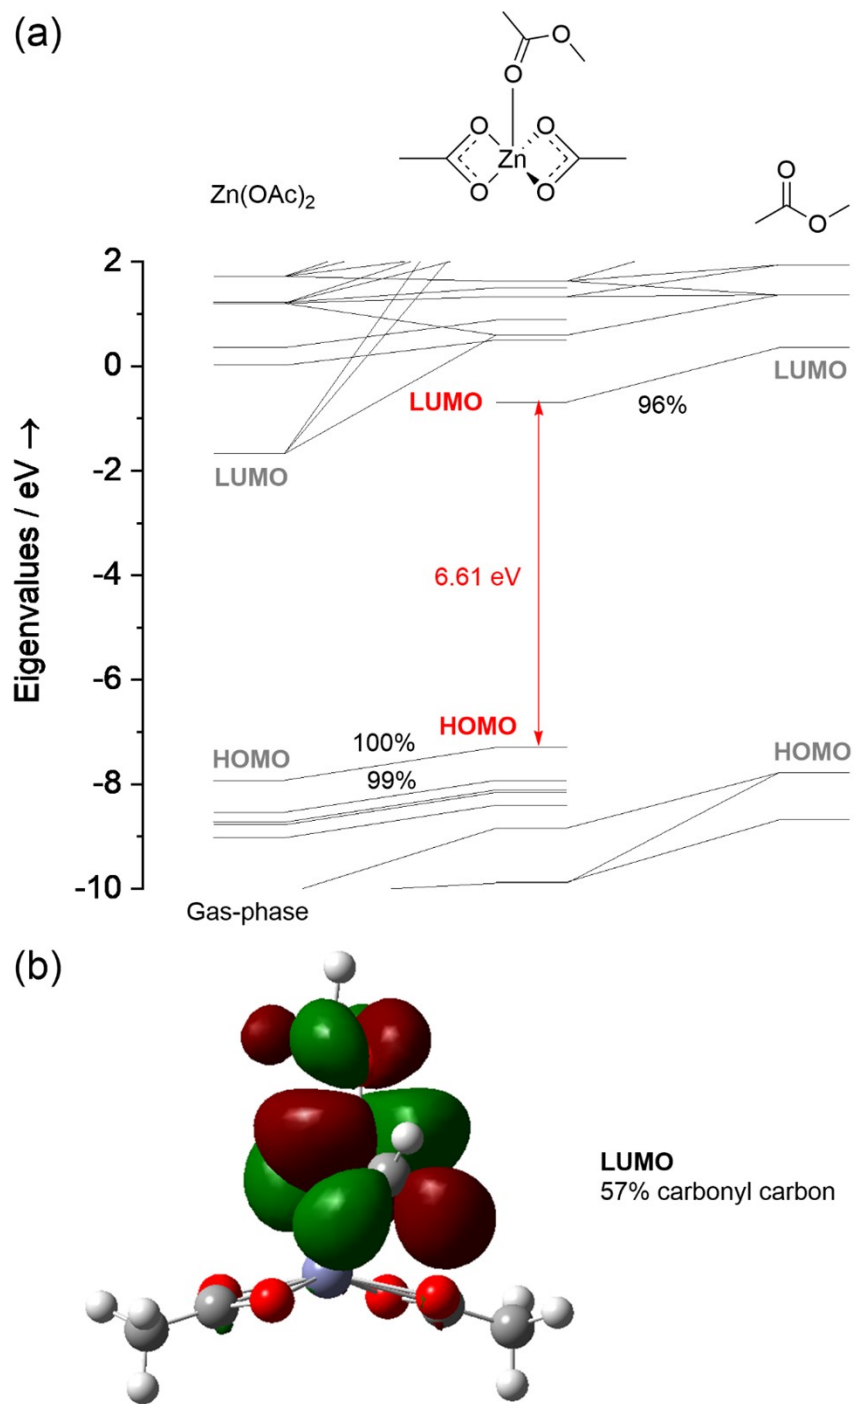 (a)
O
O
O O
Zn
O O
Zn(OAc)2
O
O
2
0
-2
-4
-6
-8
-10
Eigenvalues / eV →
LUMO
LUMO
LUMO
96%
6.61 eV
HOMO
HOMO
HOMO
100%
99%
Gas-phase
(b)
LUMO
57% carbonyl carbon